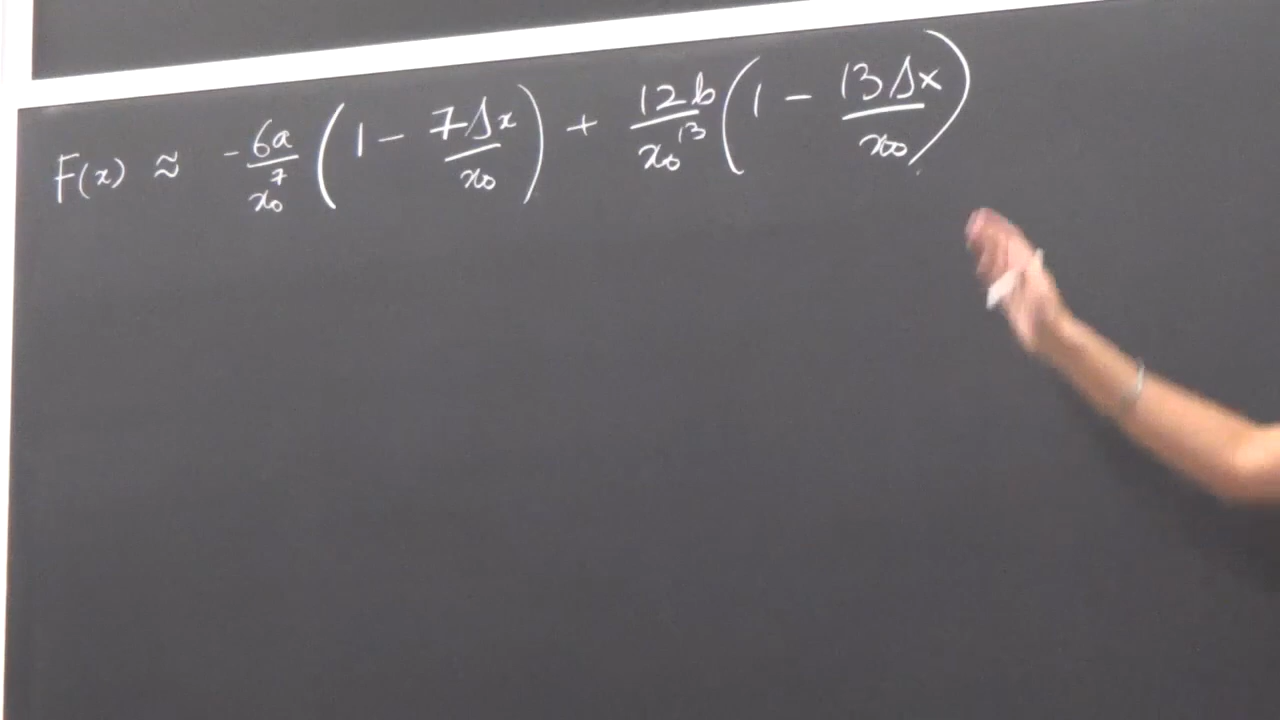 F(x) ≈ -6a/x₀⁷ (1 - 7Δx/x₀) + 12b/x₀¹³ (1 - 13Δx/x₀)